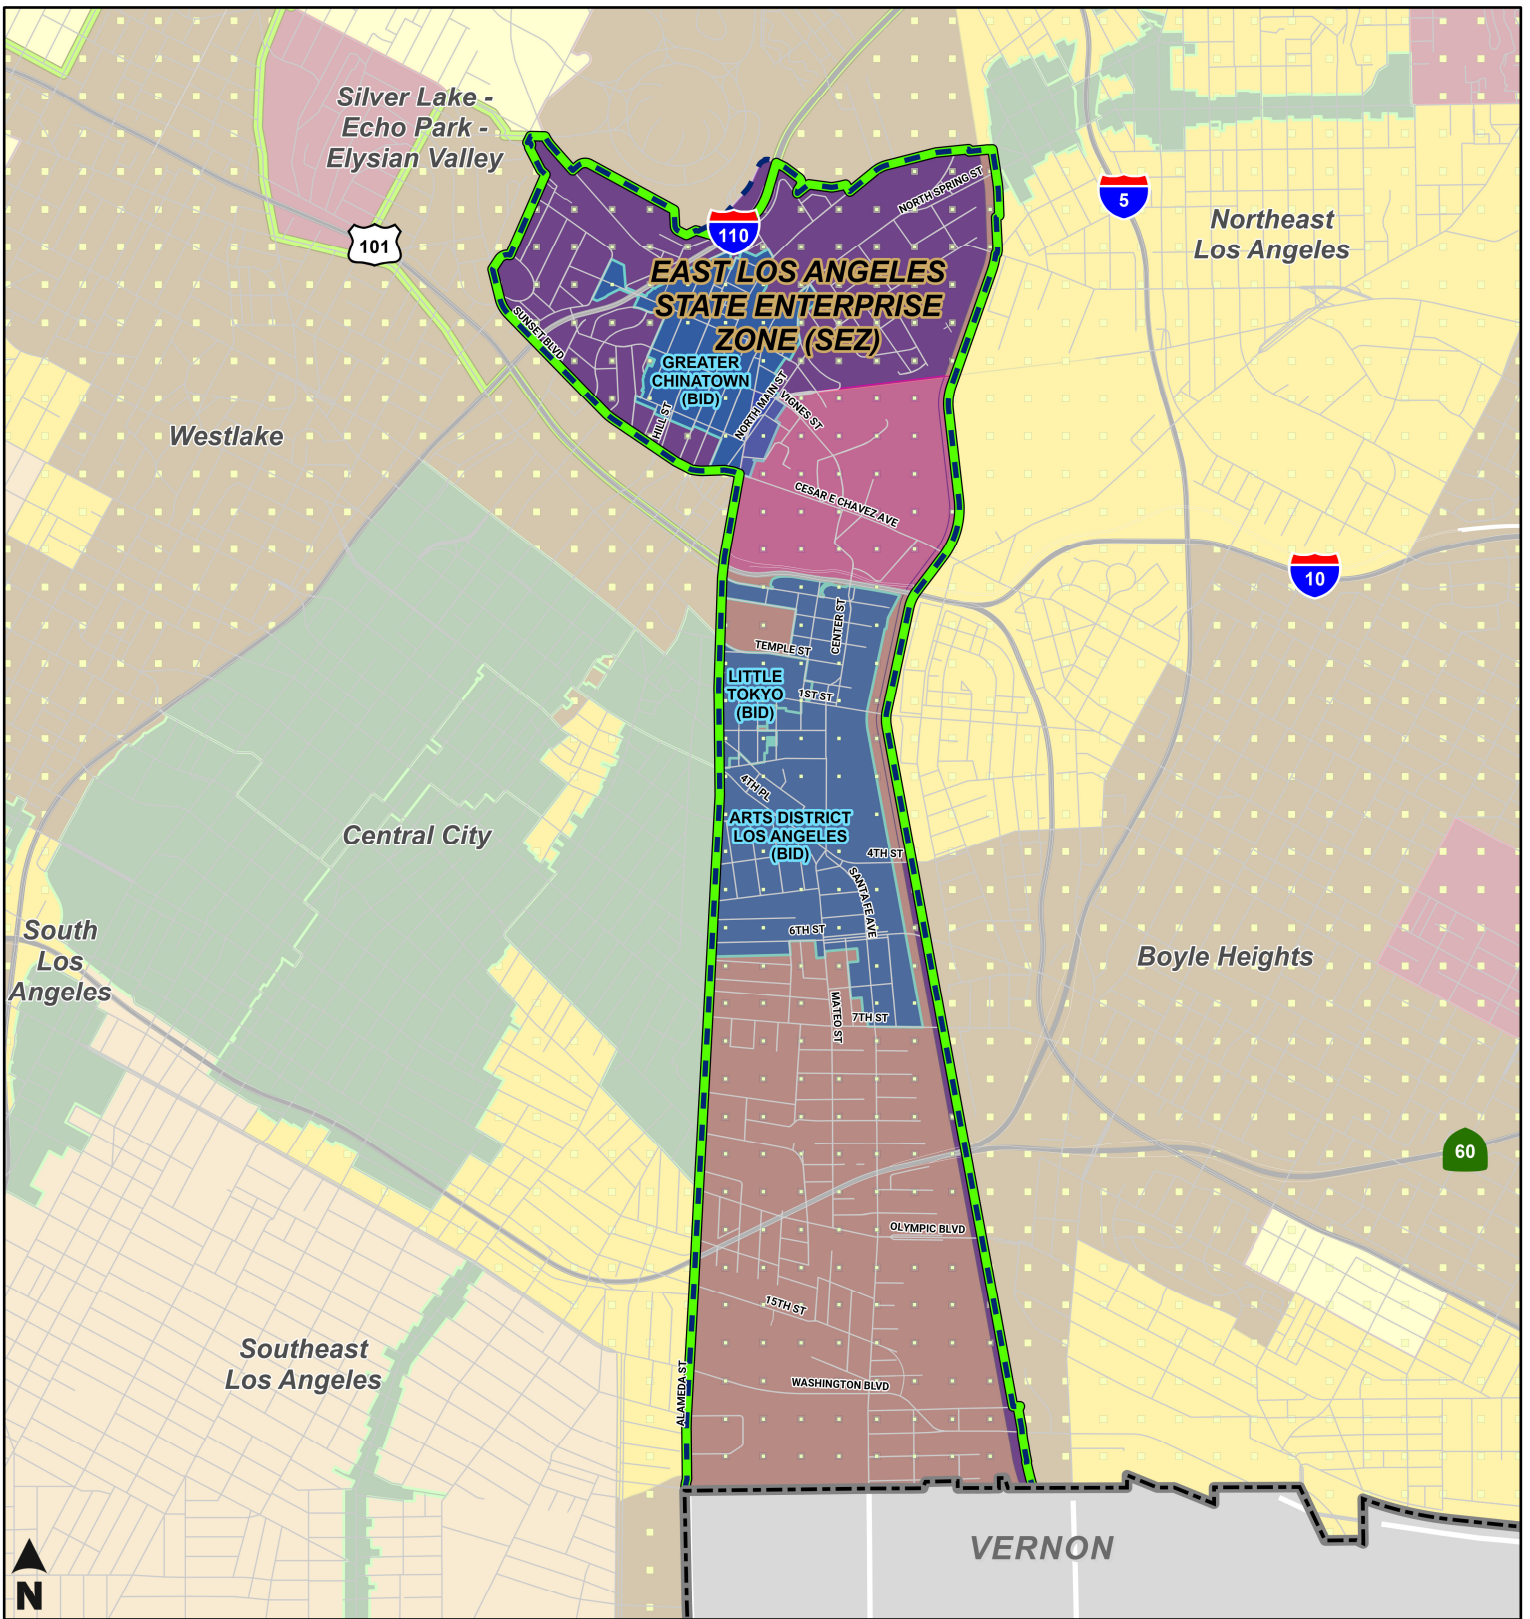 Silver Lake -
Echo Park -
Elysian Valley
101
110
5
Northeast
Los Angeles
NORTH SPRING ST
EAST LOS ANGELES
STATE ENTERPRISE
ZONE (SEZ)
SUNSET BLVD
GREATER
CHINATOWN
(BID)
HILL ST
NORTH MAIN ST
VIGNES ST
Westlake
CESAR E CHAVEZ AVE
10
CENTER ST
TEMPLE ST
LITTLE
TOKYO
(BID)
1ST ST
4TH PL
ARTS DISTRICT
LOS ANGELES
(BID)
4TH ST
SANTA FE AVE
Central City
6TH ST
South
Los
Angeles
Boyle Heights
MATEO ST
7TH ST
60
OLYMPIC BLVD
15TH ST
Southeast
Los Angeles
ALAMEDA ST
WASHINGTON BLVD
VERNON
N